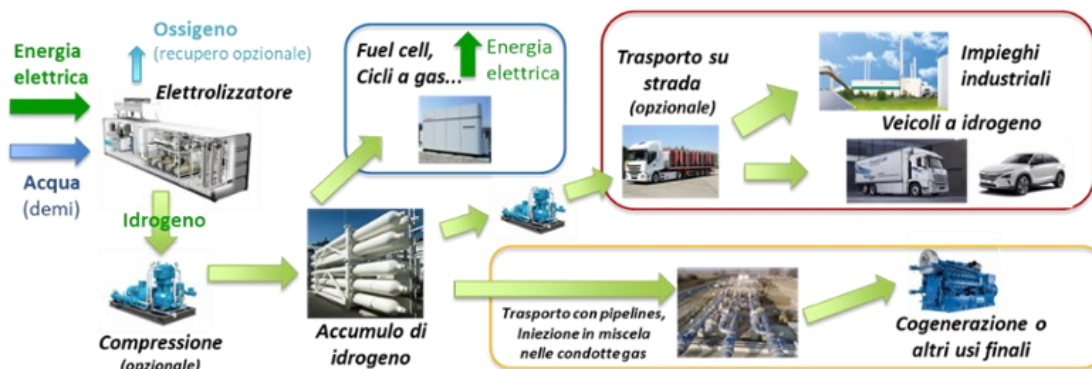 Energia
elettrica
Ossigeno
(recupero opzionale)
Elettrolizzatore
Acqua
(demi)
Idrogeno
Compressione
(opzionale)
Accumulo di
idrogeno
Fuel cell,
Cicli a gas...
Energia
elettrica
Trasporto su
strada
(opzionale)
Impieghi
industriali
Veicoli a idrogeno
Trasporto con pipelines,
Iniezione in miscela
nelle condotte gas
Cogenerazione o
altri usi finali